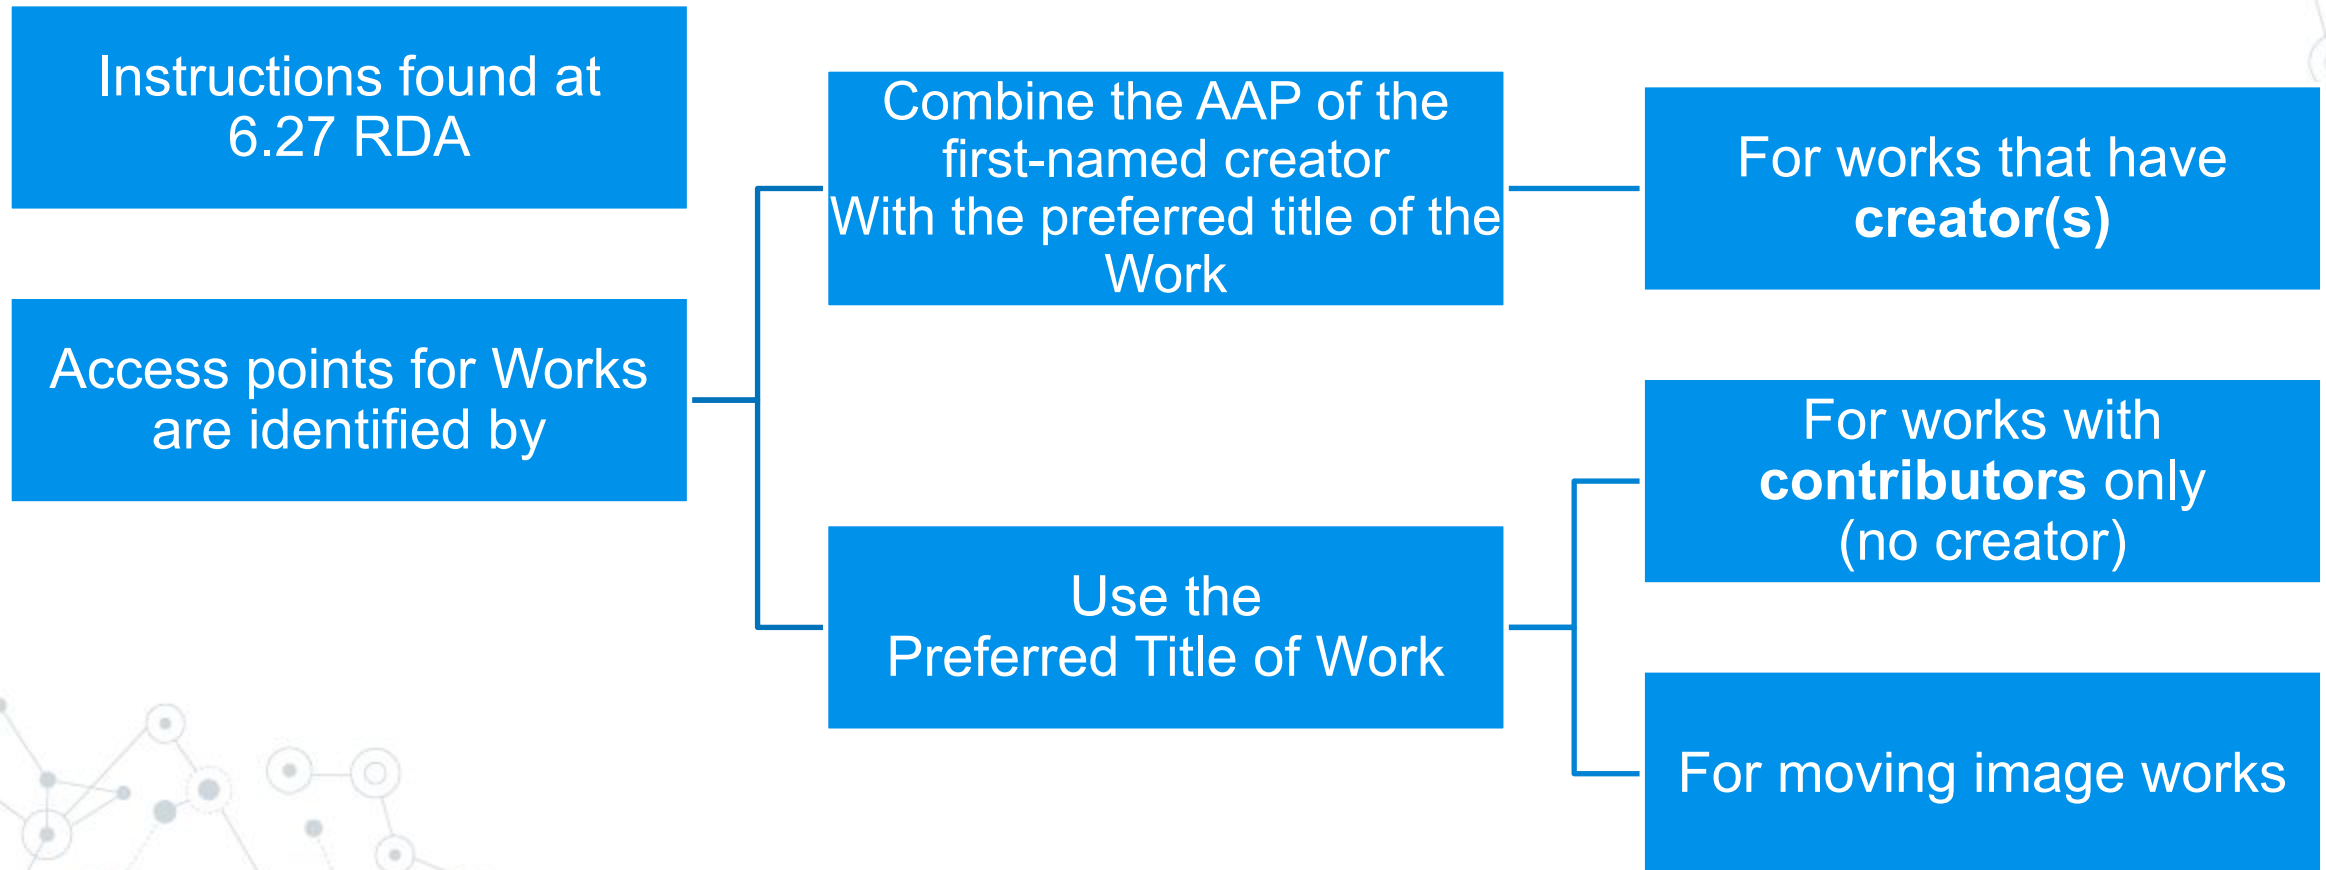 Instructions found at
6.27 RDA
Access points for Works
are identified by
Combine the AAP of the
first-named creator
With the preferred title of the
Work
For works that have
creator(s)
Use the
Preferred Title of Work
For works with
contributors only
(no creator)
For moving image works